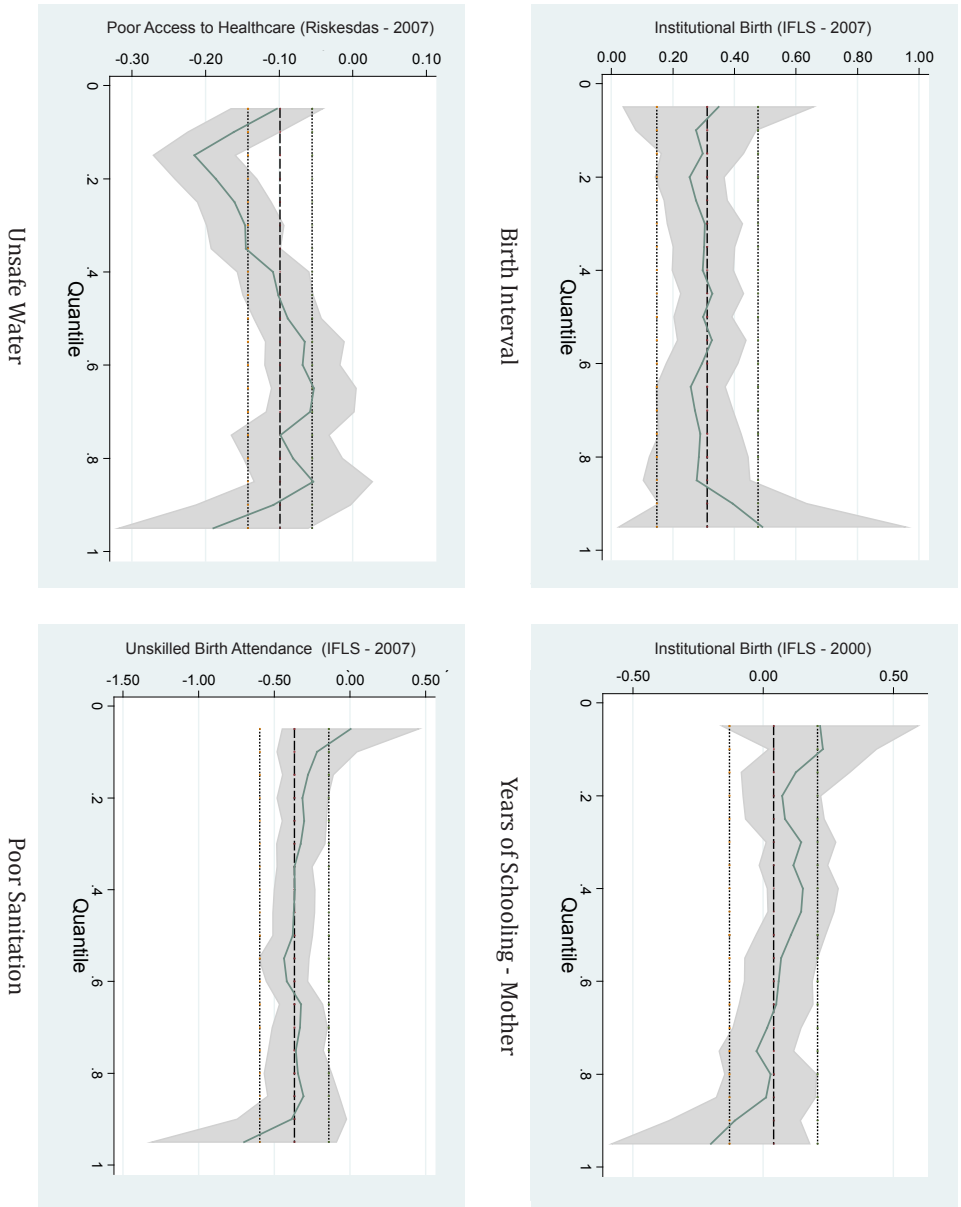 Poor Access to Healthcare (Riskesdas - 2007)
-0.30 -0.20 -0.10 0.00 0.10
0 .2 .4 .6 .8 1
Quantile
Unsafe Water
Institutional Birth (IFLS - 2007)
0.00 0.20 0.40 0.60 0.80 1.00
0 .2 .4 .6 .8 1
Quantile
Birth Interval
Unskilled Birth Attendance (IFLS - 2007)
-1.50 -1.00 -0.50 0.00 0.50
0 .2 .4 .6 .8 1
Quantile
Poor Sanitation
Institutional Birth (IFLS - 2000)
-0.50 0.00 0.50
0 .2 .4 .6 .8 1
Quantile
Years of Schooling - Mother